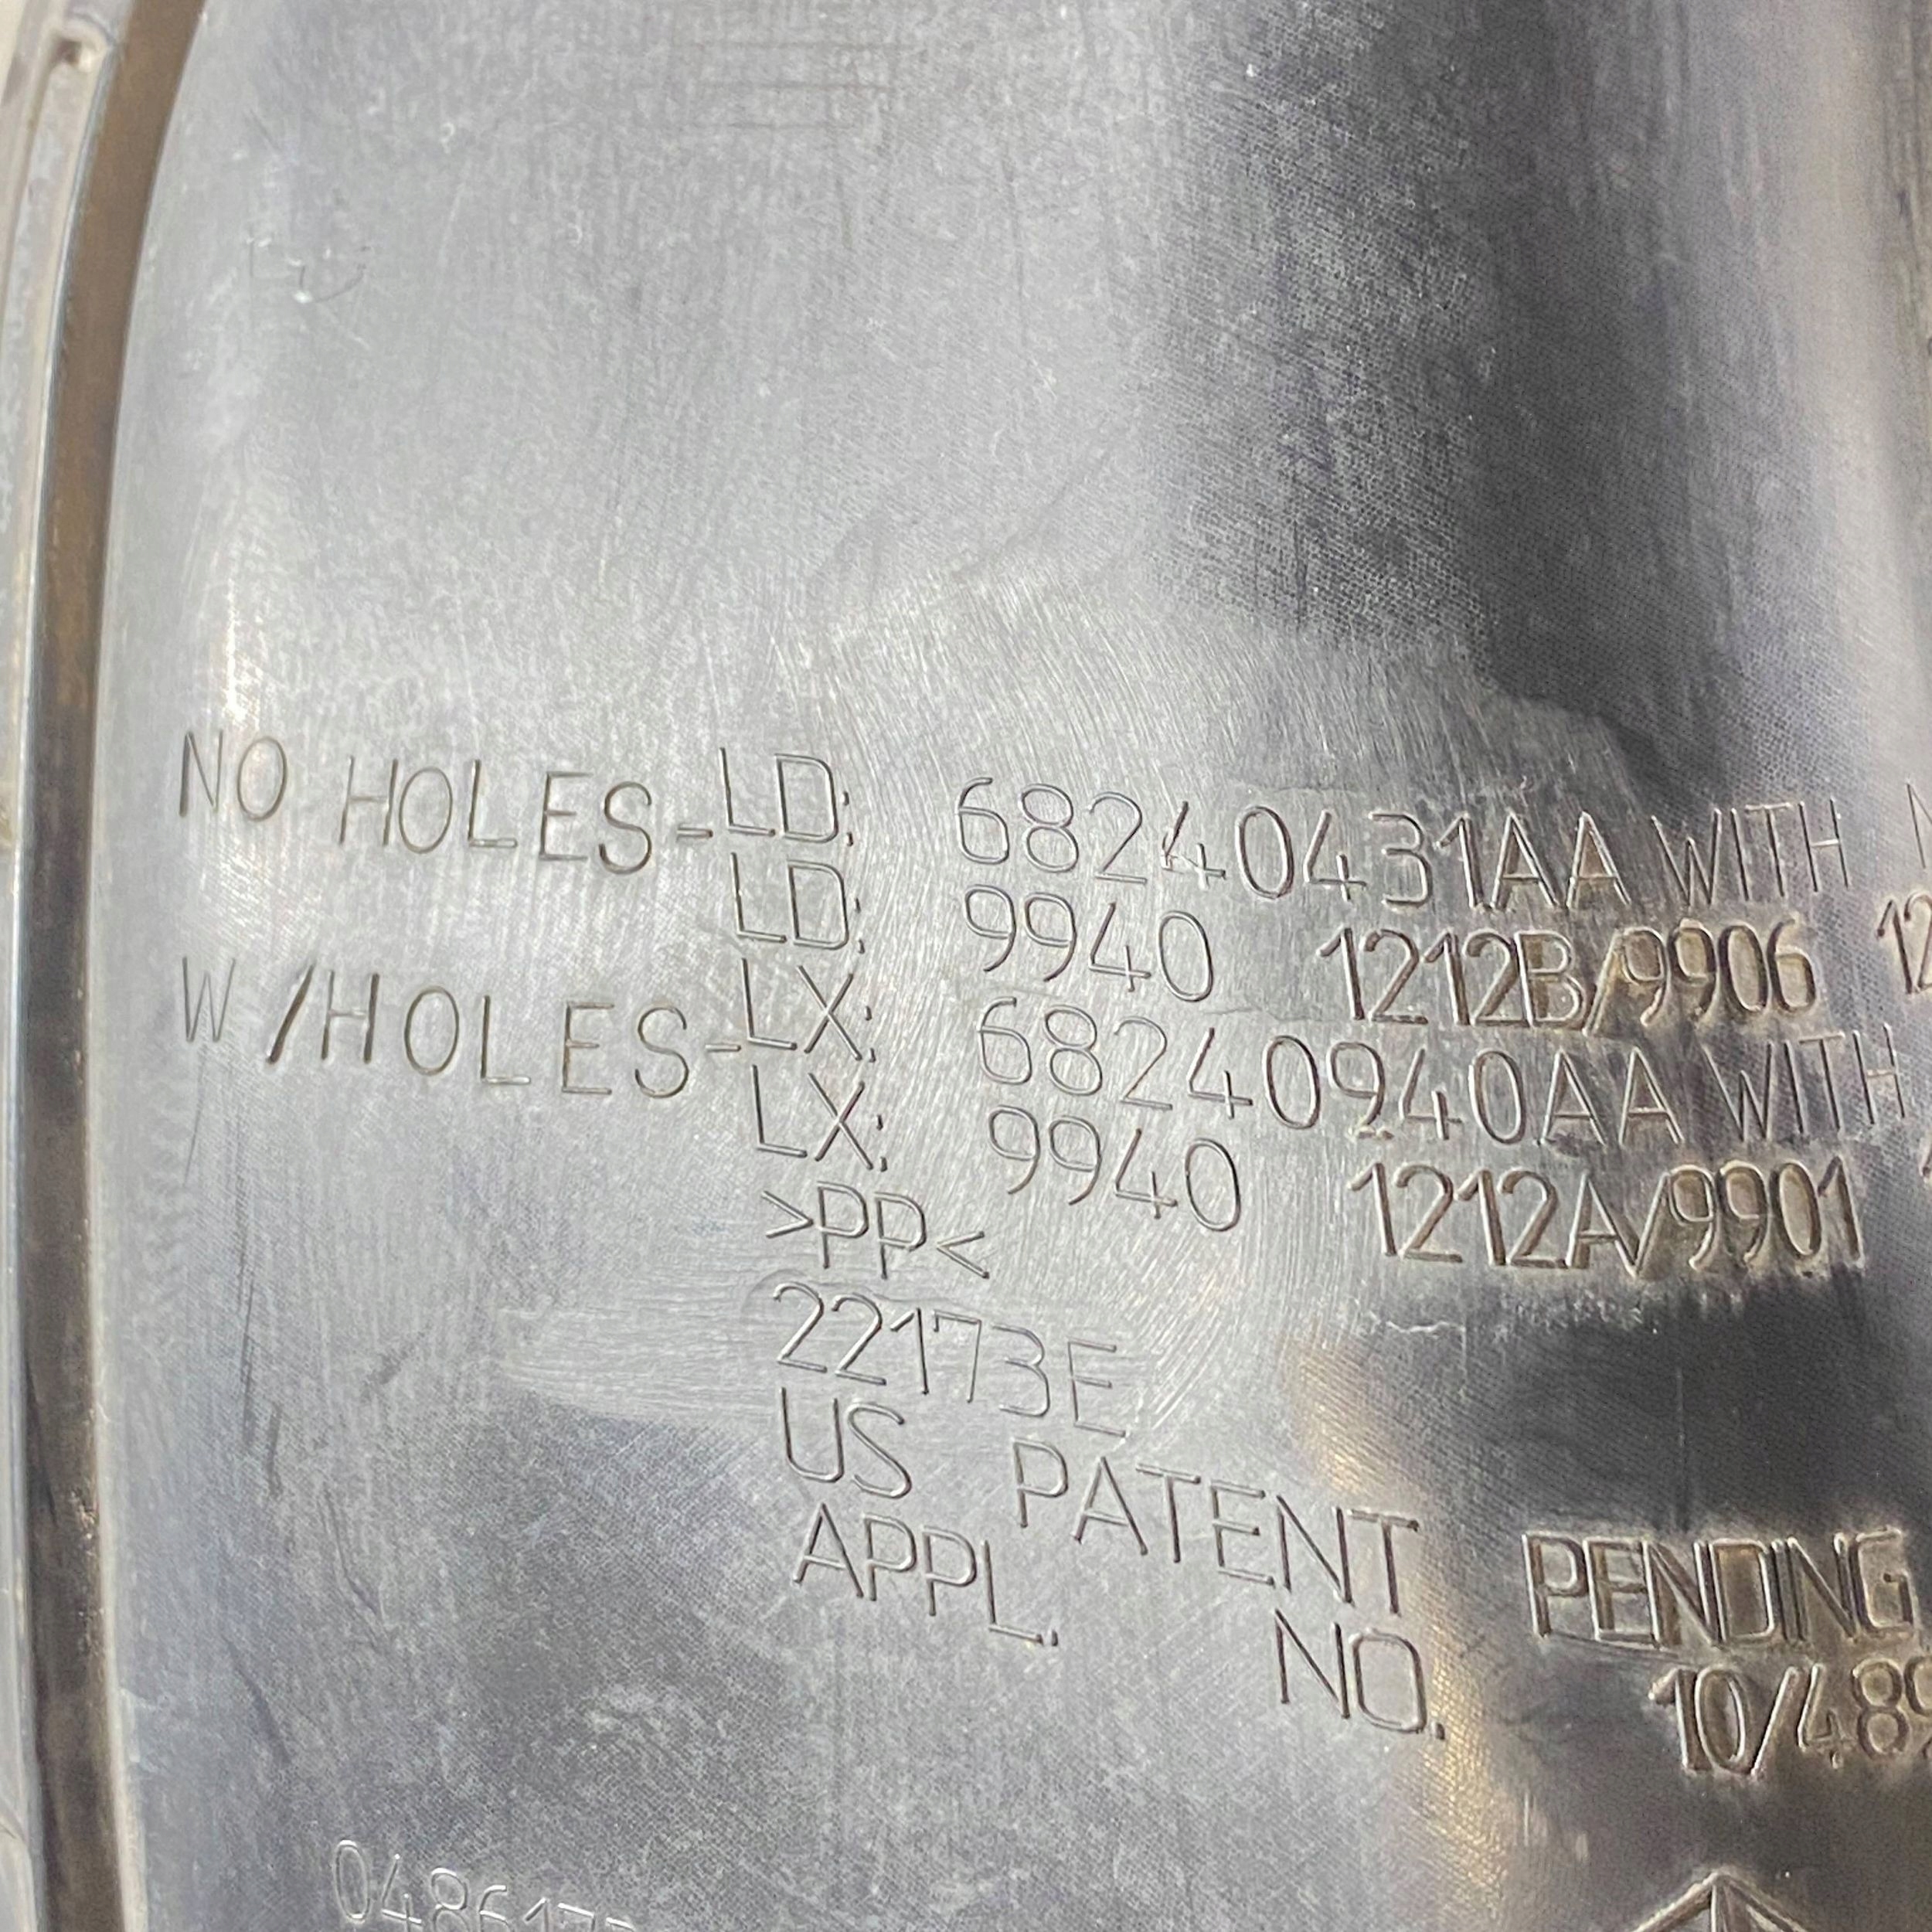 NO HOLES-LD: 68240431AA WITH
LD: 9940 1212B/9906
W/HOLES-LX: 68240940AA WITH
LX: 9940 1212A/9901
>PP<
22173E
US PATENT PENDING
APPL. NO.